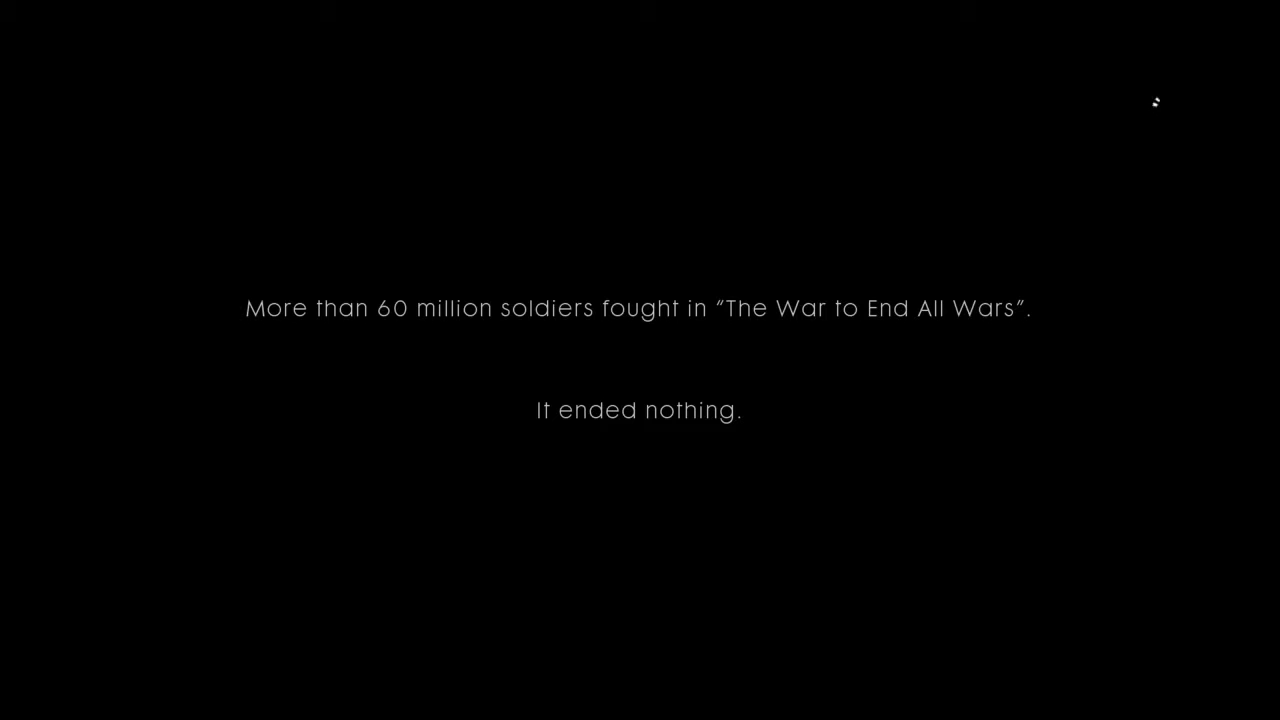 More than 60 million soldiers fought in “The War to End All Wars”.
It ended nothing.